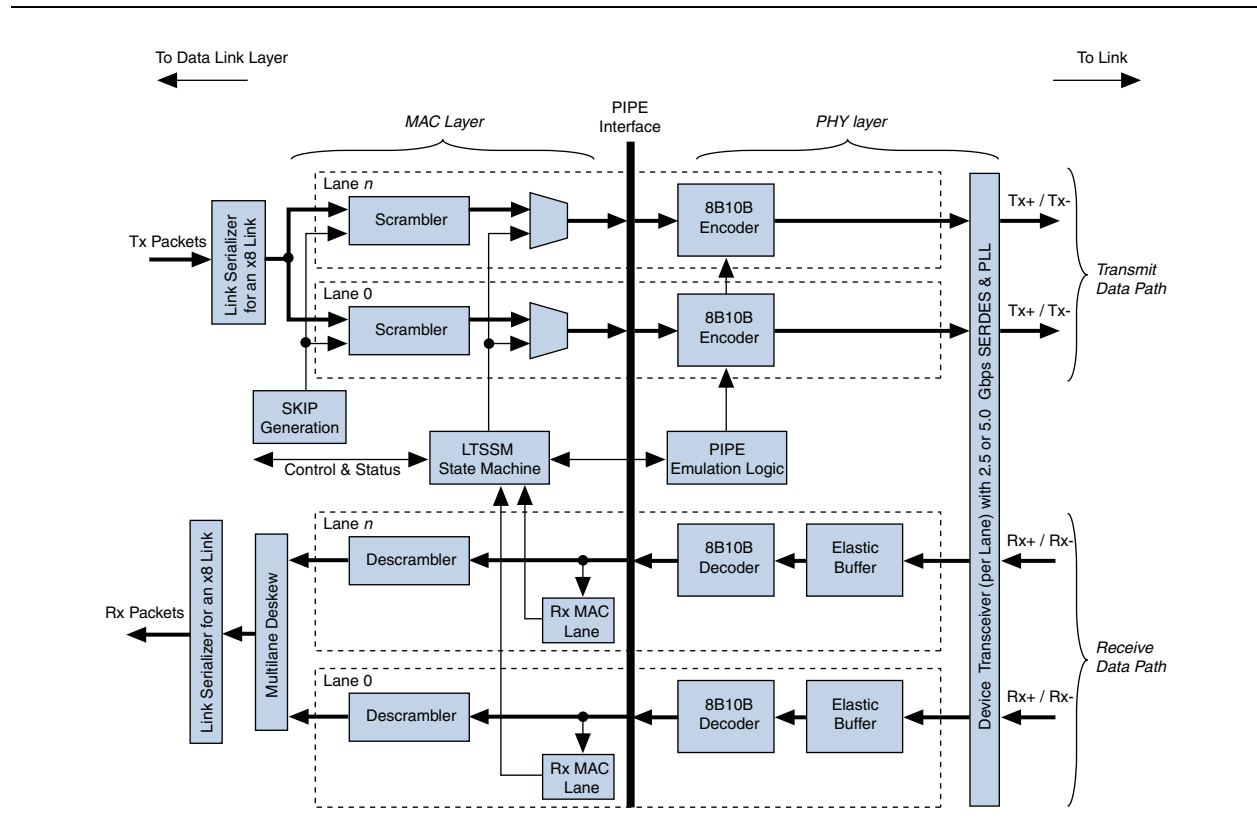 To Data Link Layer
To Link
MAC Layer
PIPE
Interface
PHY layer
Lane n
Scrambler
8B10B
Encoder
Tx+ / Tx-
Tx Packets
Link Serializer
for an x8 Link
Lane 0
Scrambler
8B10B
Encoder
Tx+ / Tx-
Transmit
Data Path
SKIP
Generation
Control & Status
LTSSM
State Machine
PIPE
Emulation Logic
Device Transceiver (per Lane) with 2.5 or 5.0 Gbps SERDES & PLL
Lane n
Descrambler
8B10B
Decoder
Elastic
Buffer
Rx+ / Rx-
Rx MAC
Lane
Rx Packets
Link Serializer for an x8 Link
Multilane Deskew
Receive
Data Path
Lane 0
Descrambler
8B10B
Decoder
Elastic
Buffer
Rx+ / Rx-
Rx MAC
Lane